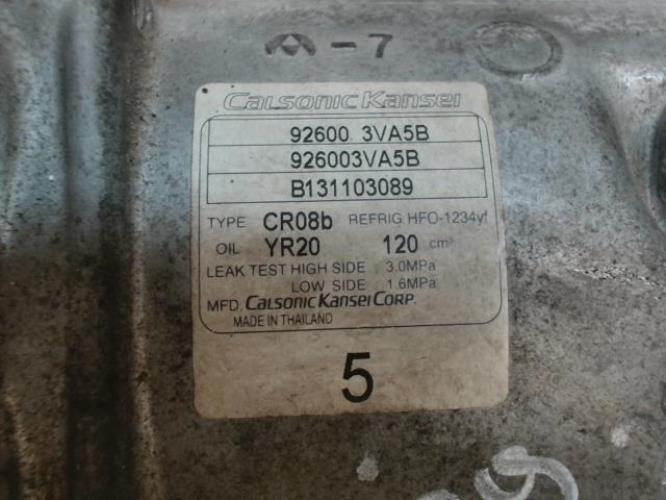 -7
Calsonic Kansei
92600 3VA5B
926003VA5B
B131103089
TYPE CR08b REFRIG HFO-1234yf
OIL YR20 120 cm³
LEAK TEST HIGH SIDE 3.0MPa
LOW SIDE 1.6MPa
MFD Calsonic Kansei Corp.
MADE IN THAILAND
5